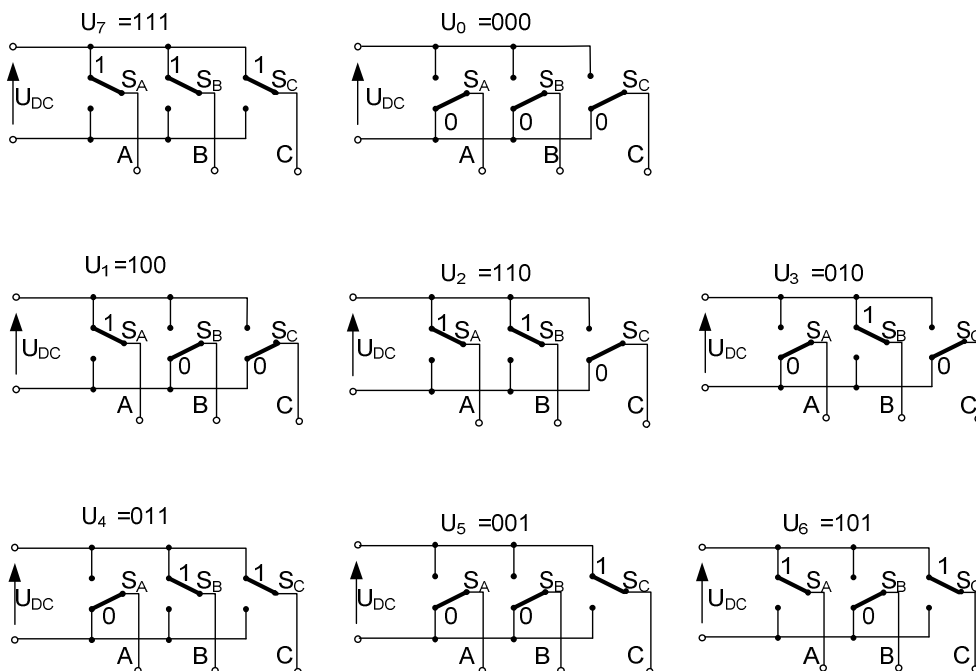 U7 =111
1 1 1
SA SB SC
UDC
A B C
U0 =000
SA SB SC
UDC
0 0 0
A B C
U1 =100
1 SA SB SC
UDC
0 0
A B C
U2 =110
1 1
SA SB SC
UDC
0
A B C
U3 =010
1
SA SB SC
UDC
0 0
A B C
U4 =011
1 1
SA SB SC
UDC
0
A B C
U5 =001
1
SA SB SC
UDC
0 0
A B C
U6 =101
1 1
SA SB SC
UDC
0
A B C